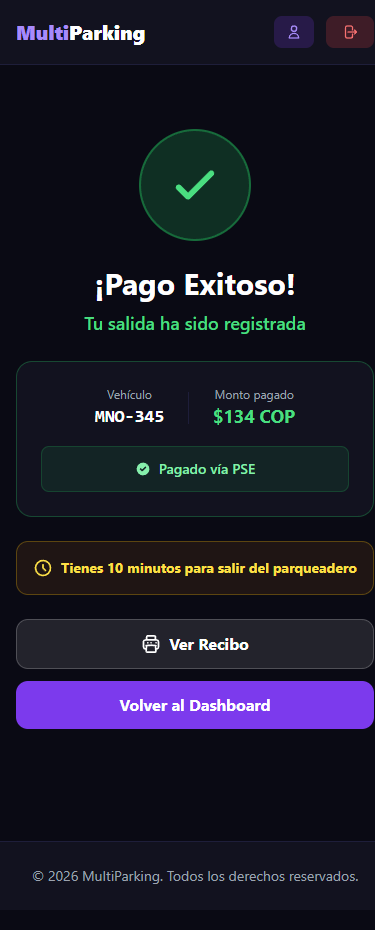 MultiParking
¡Pago Exitoso!
Tu salida ha sido registrada
Vehículo
MNO-345
Monto pagado
$134 COP
Pagado vía PSE
Tienes 10 minutos para salir del parqueadero
Ver Recibo
Volver al Dashboard
© 2026 MultiParking. Todos los derechos reservados.